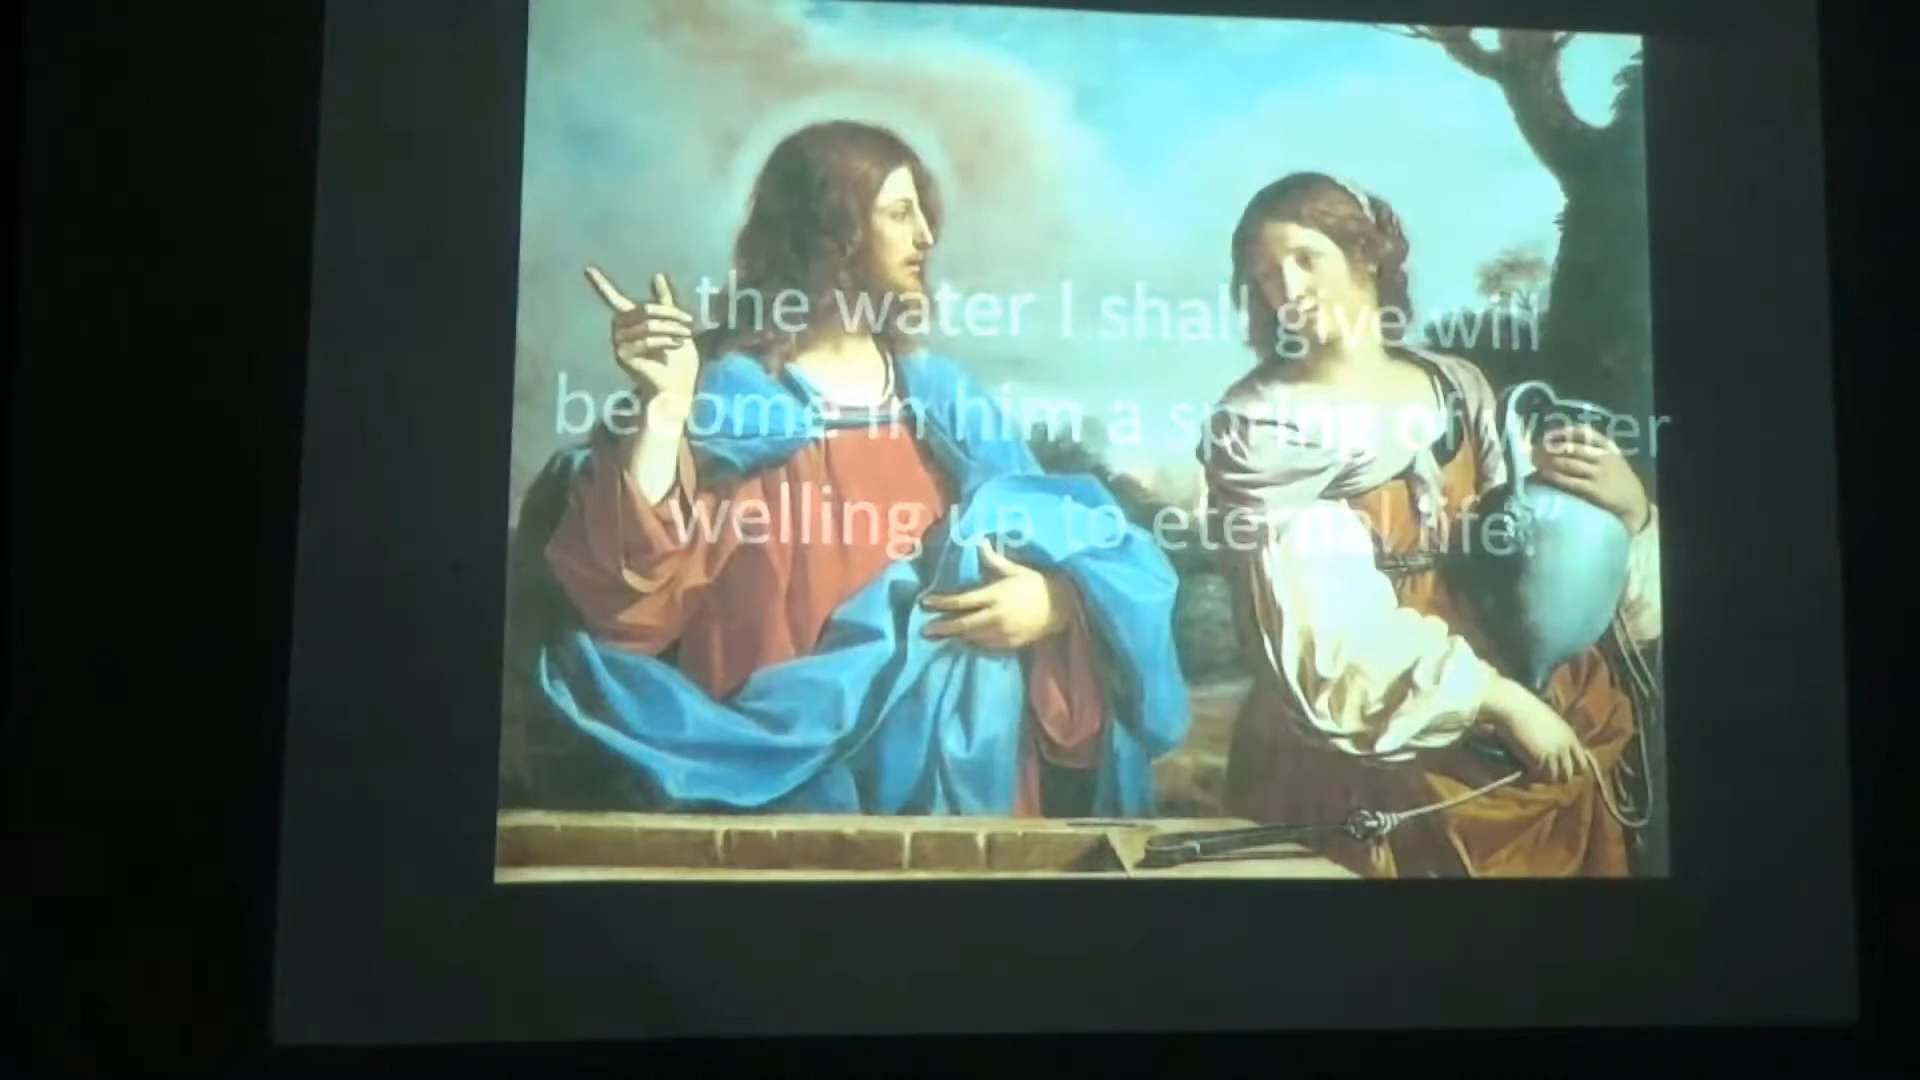 the water I shall give will
become in him a spring of water
welling up to eternal life.”